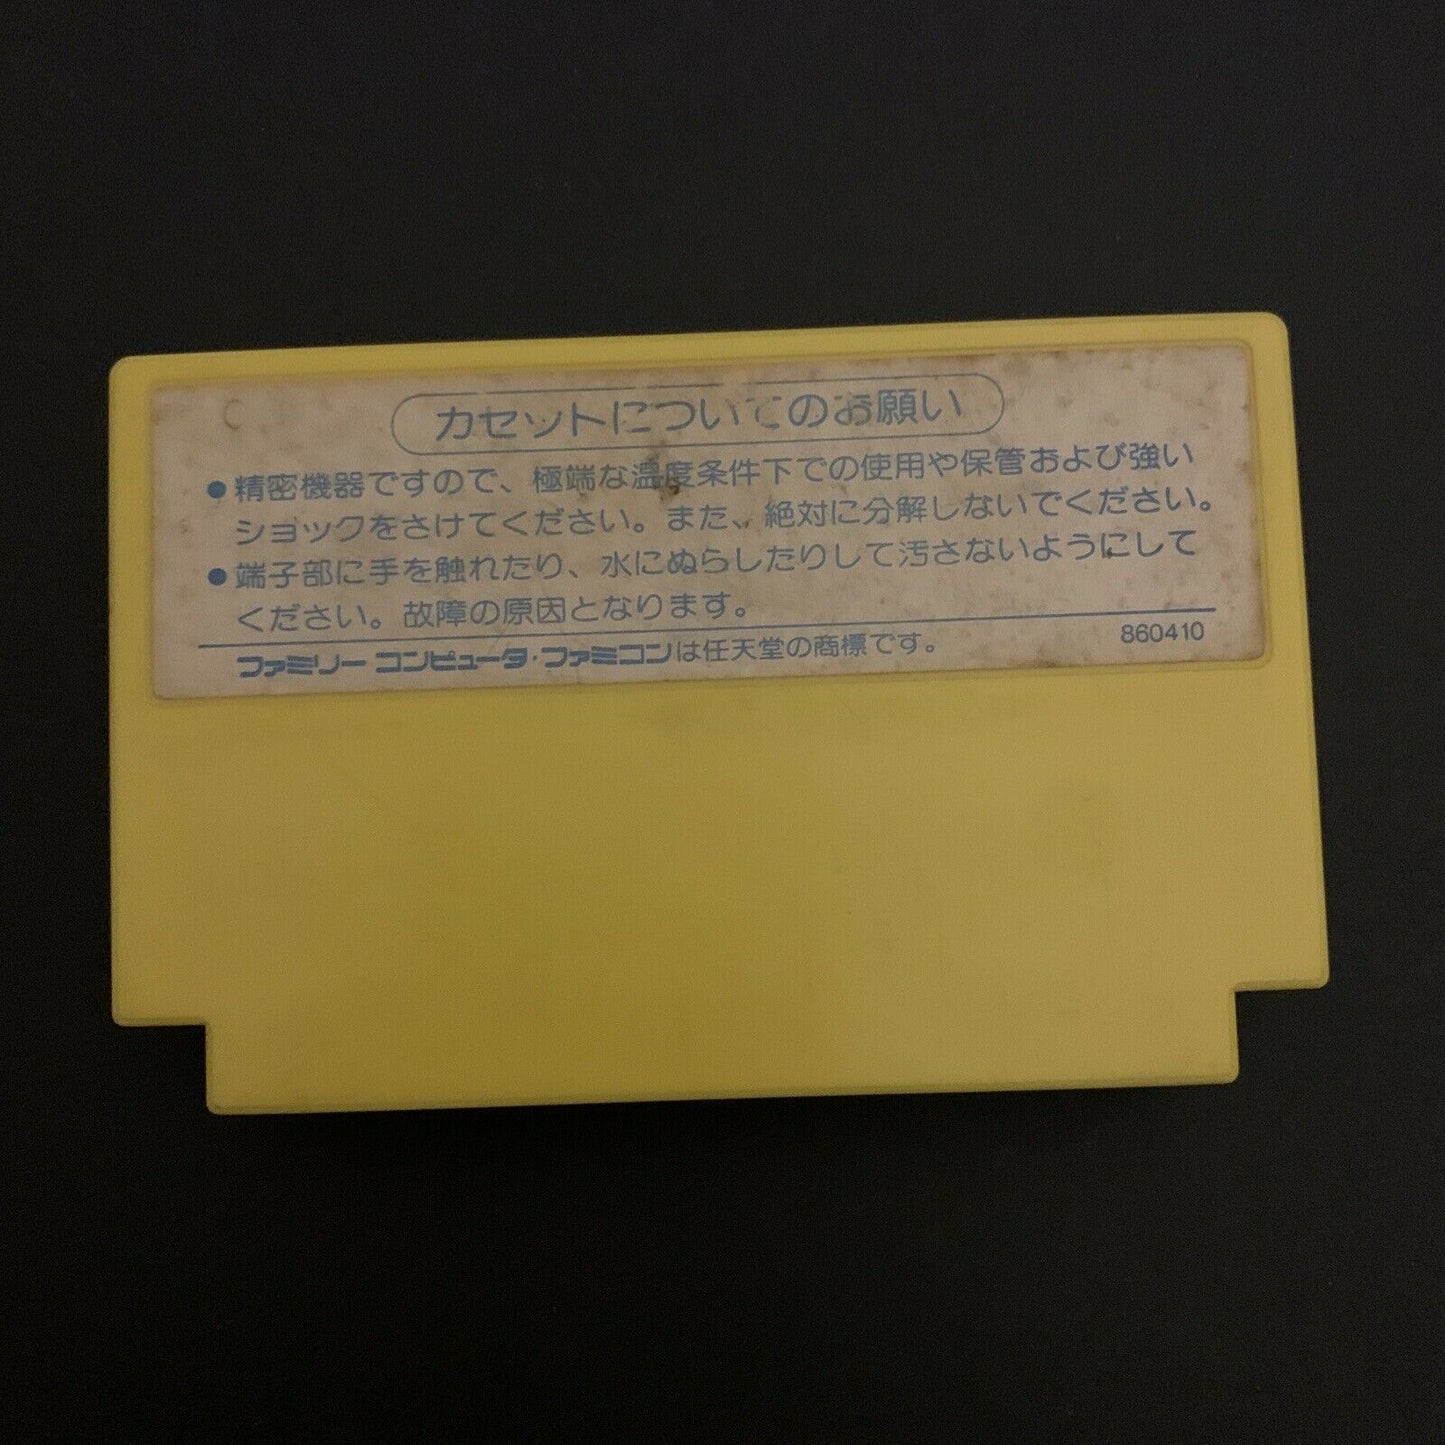 カセットについてのお願い
●精密機器ですので、極端な温度条件下での使用や保管および強い
ショックをさけてください。また、絶対に分解しないでください。
●端子部に手を触れたり、水にぬらしたりして汚さないようにして
ください。故障の原因となります。
ファミリー コンピュータ・ファミコンは任天堂の商標です。
860410